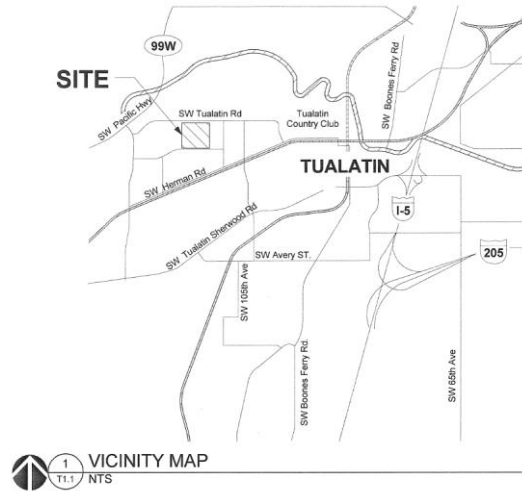 99W
SITE
SW Pacific Hwy
SW Tualatin Rd
Tualatin
Country Club
SW Boones Ferry Rd
TUALATIN
SW Herman Rd
I-5
SW Tualatin Sherwood Rd
SW Avery ST.
205
SW 105th Ave
SW Boones Ferry Rd.
SW 65th Ave
1
T1.1
VICINITY MAP
NTS